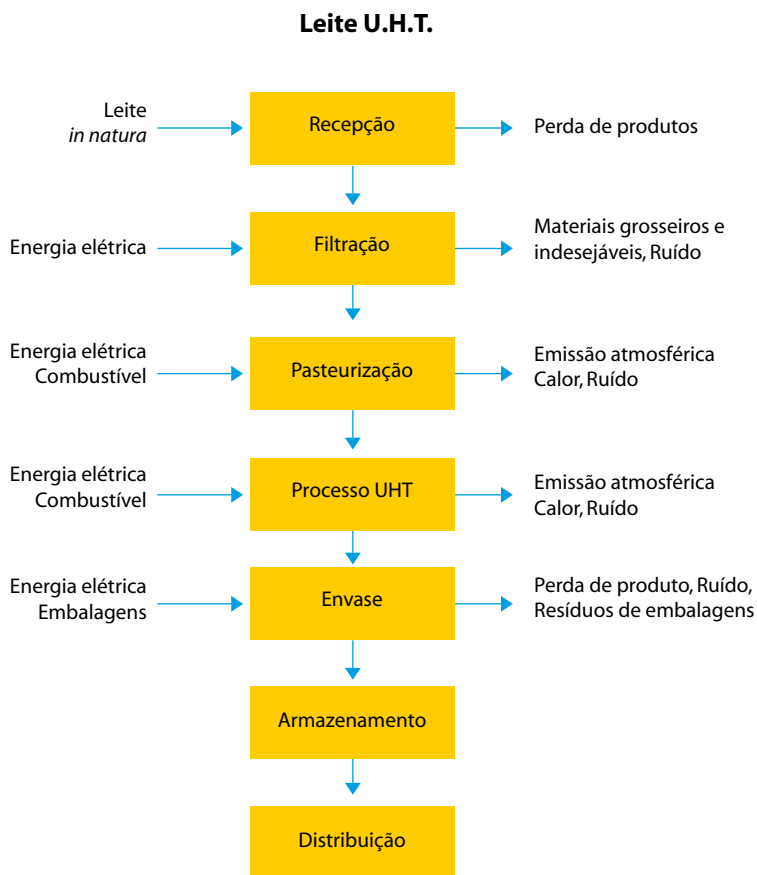 Leite U.H.T.
Leite
in natura
Recepção
Perda de produtos
Energia elétrica
Filtração
Materiais grosseiros e
indesejáveis, Ruído
Energia elétrica
Combustível
Pasteurização
Emissão atmosférica
Calor, Ruído
Energia elétrica
Combustível
Processo UHT
Emissão atmosférica
Calor, Ruído
Energia elétrica
Embalagens
Envase
Perda de produto, Ruído,
Resíduos de embalagens
Armazenamento
Distribuição